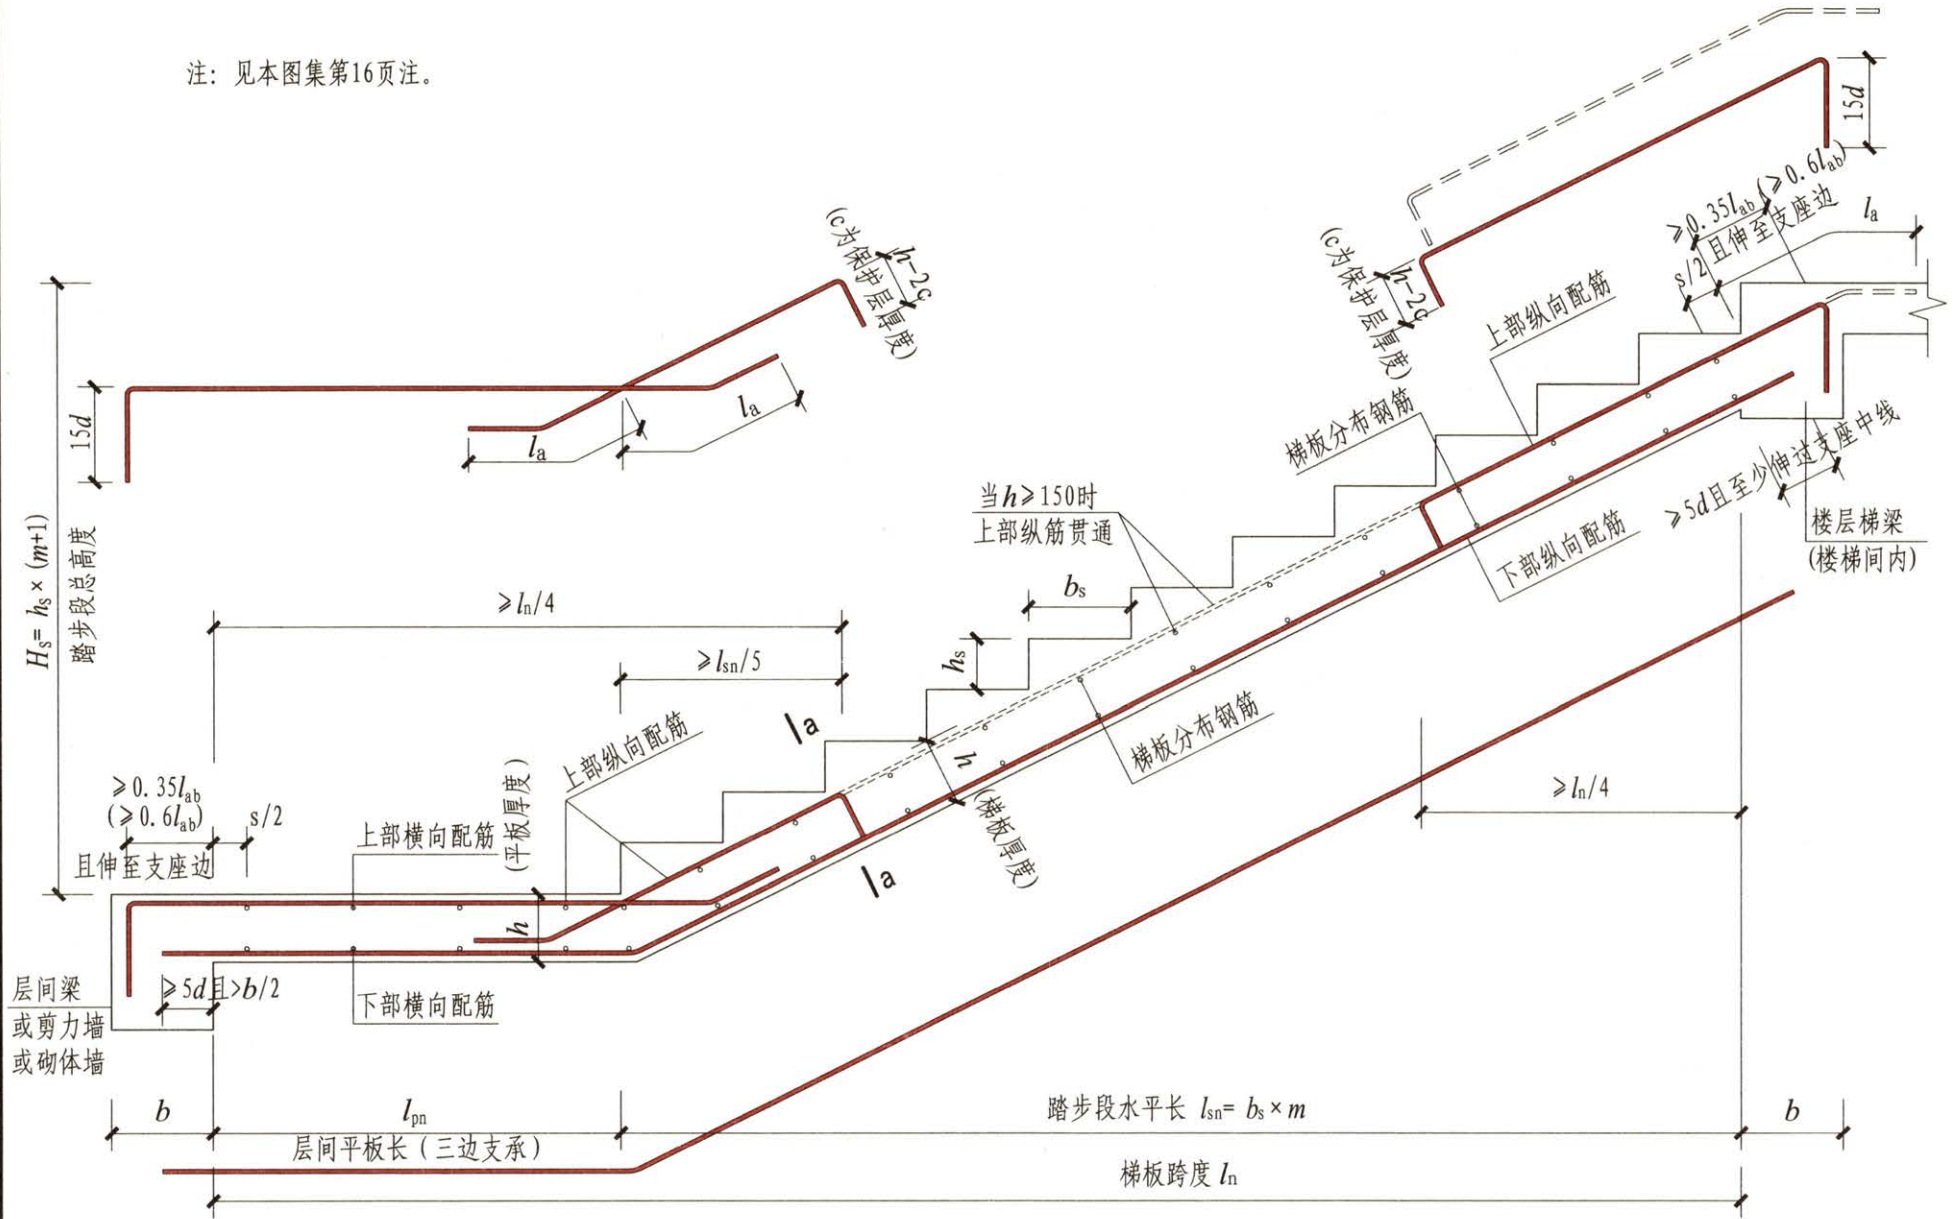 注: 见本图集第16页注。
15d
≥0.35lab(≥0.6lab)
且伸至支座边
la
s/2
h-2c
(c为保护层厚度)
h-2c
(c为保护层厚度)
上部纵向配筋
15d
la
la
梯板分布钢筋
当h≥150时
上部纵筋贯通
≥5d且至少伸过支座中线
下部纵向配筋
楼层梯梁
(楼梯间内)
Hs= hs×(m+1)
踏步段总高度
≥ln/4
bs
≥lsn/5
hs
a
上部纵向配筋
梯板分布钢筋
h
(梯板厚度)
≥0.35lab
(≥0.6lab)
且伸至支座边
s/2
上部横向配筋
(平板厚度)
≥ln/4
a
h
层间梁
或剪力墙
或砌体墙
≥5d且>b/2
下部横向配筋
b
lpn
层间平板长 (三边支承)
踏步段水平长 lsn= bs×m
b
梯板跨度 ln